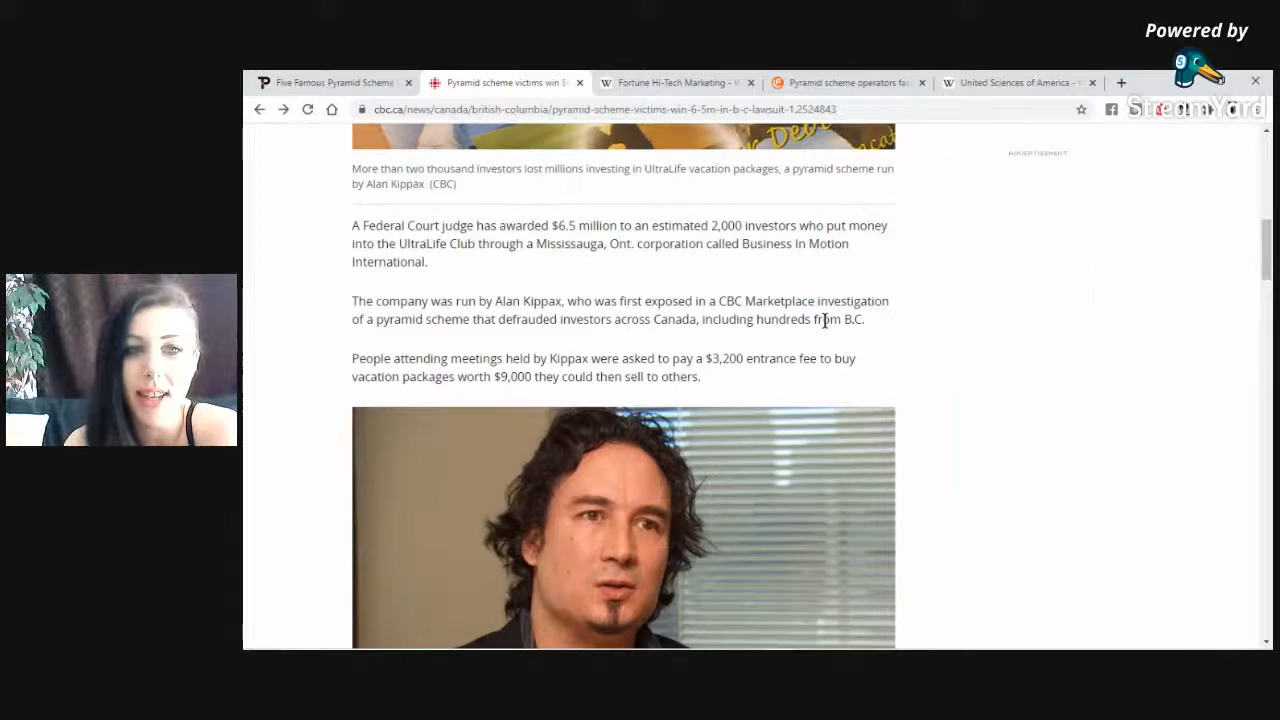 Powered by
StreamYard
Five Famous Pyramid Scheme
Pyramid scheme victims win $
Fortune Hi-Tech Marketing - W
Pyramid scheme operators fac
United Sciences of America - W
cbc.ca/news/canada/british-columbia/pyramid-scheme-victims-win-6-5m-in-b-c-lawsuit-1.2524843
ADVERTISEMENT
More than two thousand investors lost millions investing in UltraLife vacation packages, a pyramid scheme run
by Alan Kippax. (CBC)
A Federal Court judge has awarded $6.5 million to an estimated 2,000 investors who put money
into the UltraLife Club through a Mississauga, Ont. corporation called Business In Motion
International.
The company was run by Alan Kippax, who was first exposed in a CBC Marketplace investigation
of a pyramid scheme that defrauded investors across Canada, including hundreds from B.C.
People attending meetings held by Kippax were asked to pay a $3,200 entrance fee to buy
vacation packages worth $9,000 they could then sell to others.